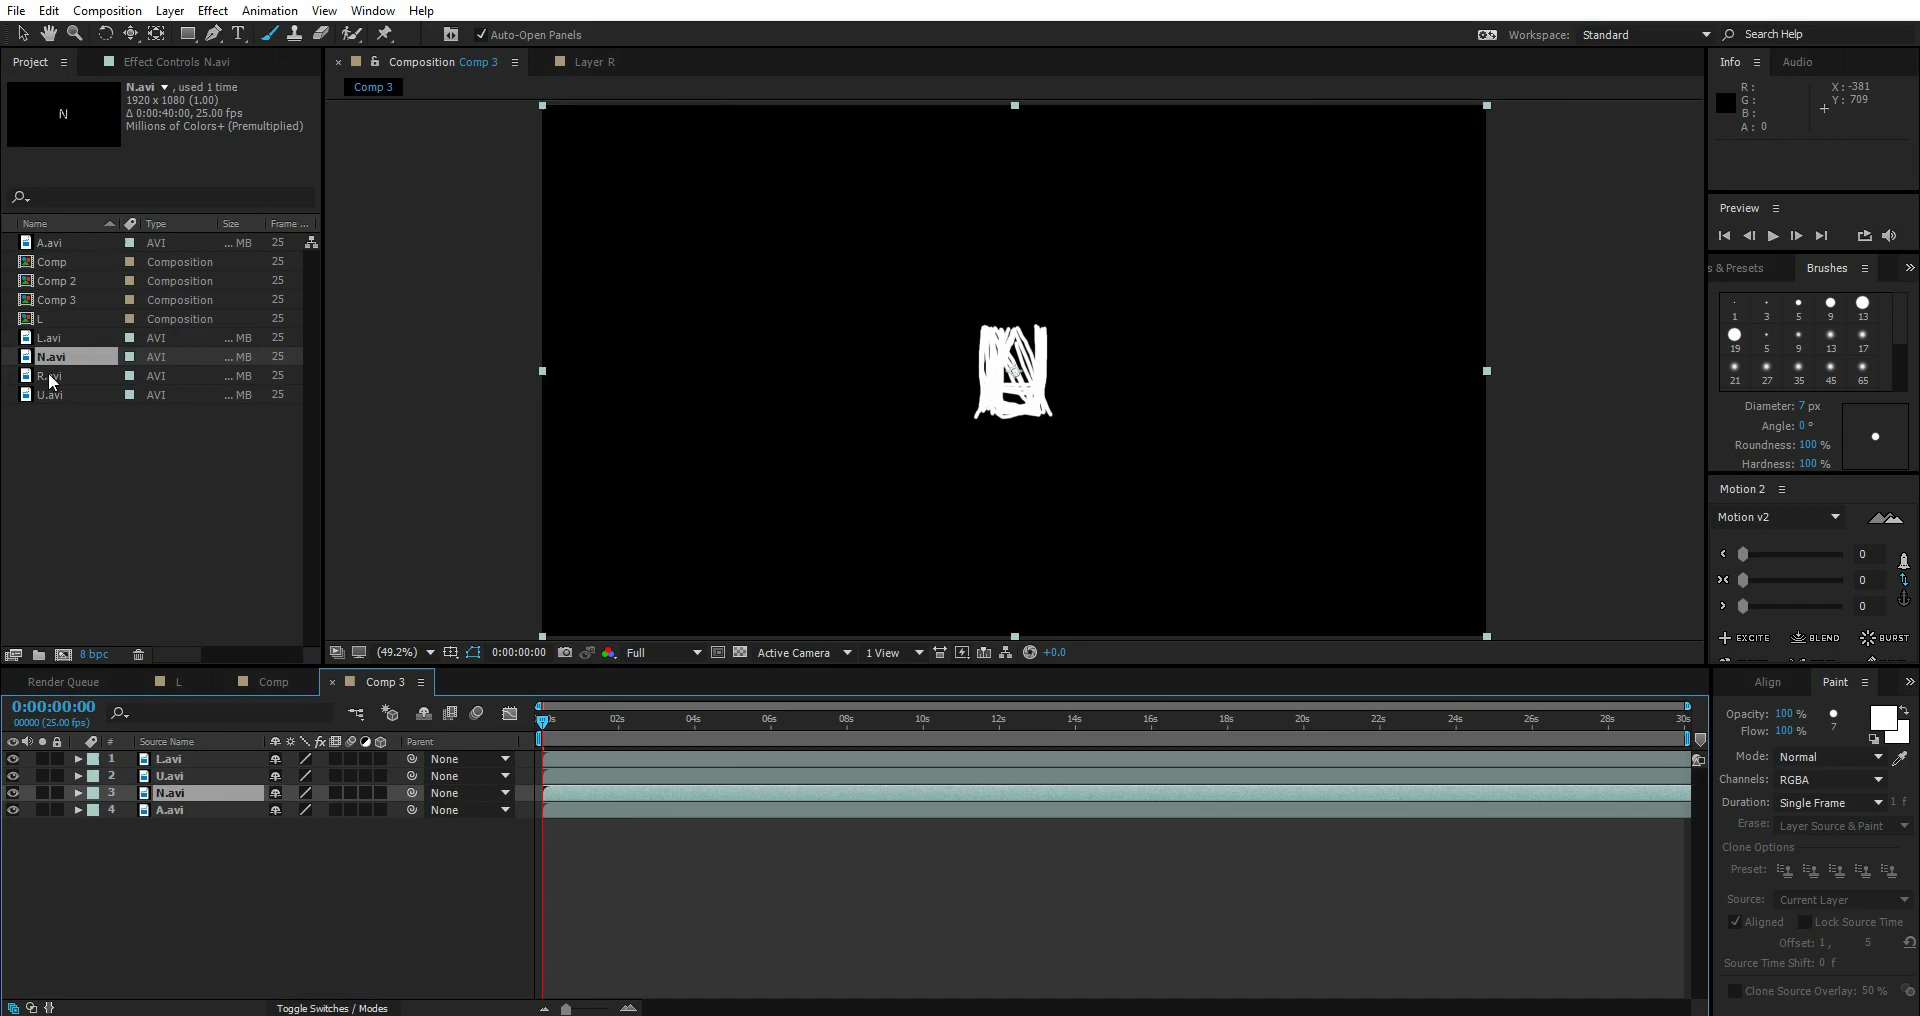 File Edit Composition Layer Effect Animation View Window Help
Auto-Open Panels
Workspace: Standard
Search Help
Project
Effect Controls N.avi
Composition Comp 3
Layer R
Info
Audio
N
N.avi , used 1 time
1920 x 1080 (1.00)
Δ 0:00:40:00, 25.00 fps
Millions of Colors+ (Premultiplied)
Comp 3
R:
G:
B:
A: 0
X: -381
Y: 709
Preview
Name Type Size Frame ...
A.avi AVI ... MB 25
Comp Composition 25
Comp 2 Composition 25
Comp 3 Composition 25
L Composition 25
L.avi AVI ... MB 25
N.avi AVI ... MB 25
R.avi AVI ... MB 25
U.avi AVI ... MB 25
s & Presets
Brushes
1 3 5 9 13
19 5 9 13 17
21 27 35 45 65
Diameter: 7 px
Angle: 0 °
Roundness: 100 %
Hardness: 100 %
Motion 2
Motion v2
0
0
0
EXCITE BLEND BURST
8 bpc
(49.2%) 0:00:00:00 Full Active Camera 1 View +0.0
Render Queue L Comp Comp 3
0:00:00:00
00000 (25.00 fps)
02s 04s 06s 08s 10s 12s 14s 16s 18s 20s 22s 24s 26s 28s 30s
# Source Name Parent
1 L.avi None
2 U.avi None
3 N.avi None
4 A.avi None
Toggle Switches / Modes
Align
Paint
Opacity: 100 %
Flow: 100 %
7
Mode: Normal
Channels: RGBA
Duration: Single Frame 1 f
Erase: Layer Source & Paint
Clone Options
Preset:
Source: Current Layer
Aligned Lock Source Time
Offset: 1, 5
Source Time Shift: 0 f
Clone Source Overlay: 50 %